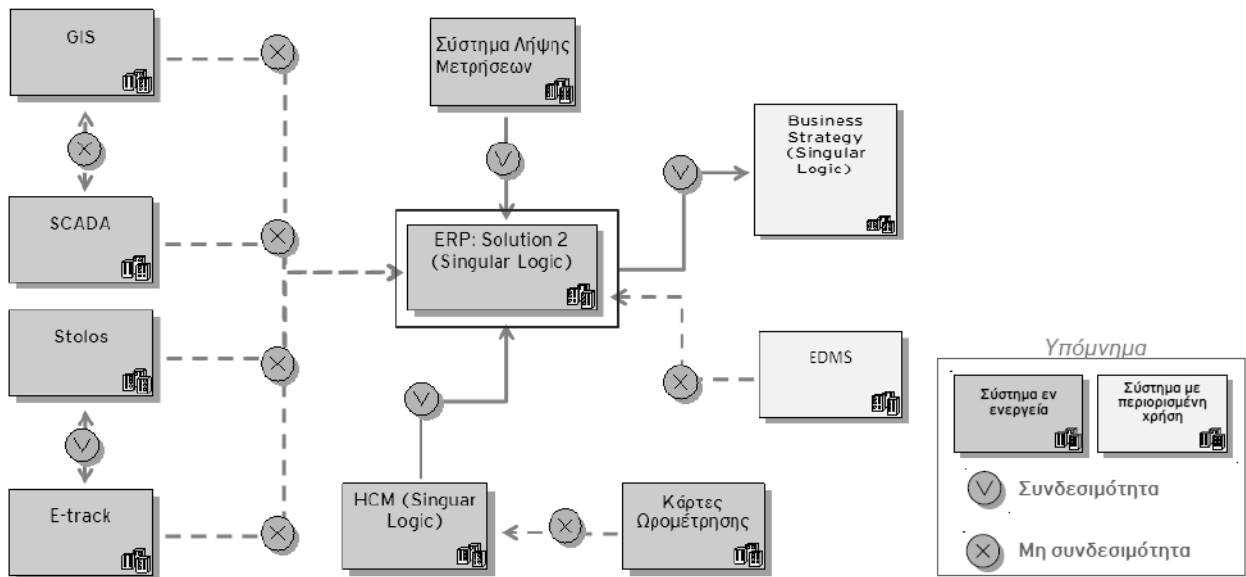 GIS
Σύστημα Λήψης
Μετρήσεων
Business
Strategy
(Singular
Logic)
SCADA
ERP: Solution 2
(Singular Logic)
Stolos
EDMS
E-track
HCM (Singuar
Logic)
Κάρτες
Ωρομέτρησης
Υπόμνημα
Σύστημα εν
ενεργεία
Σύστημα με
περιορισμένη
χρήση
Συνδεσιμότητα
Μη συνδεσιμότητα